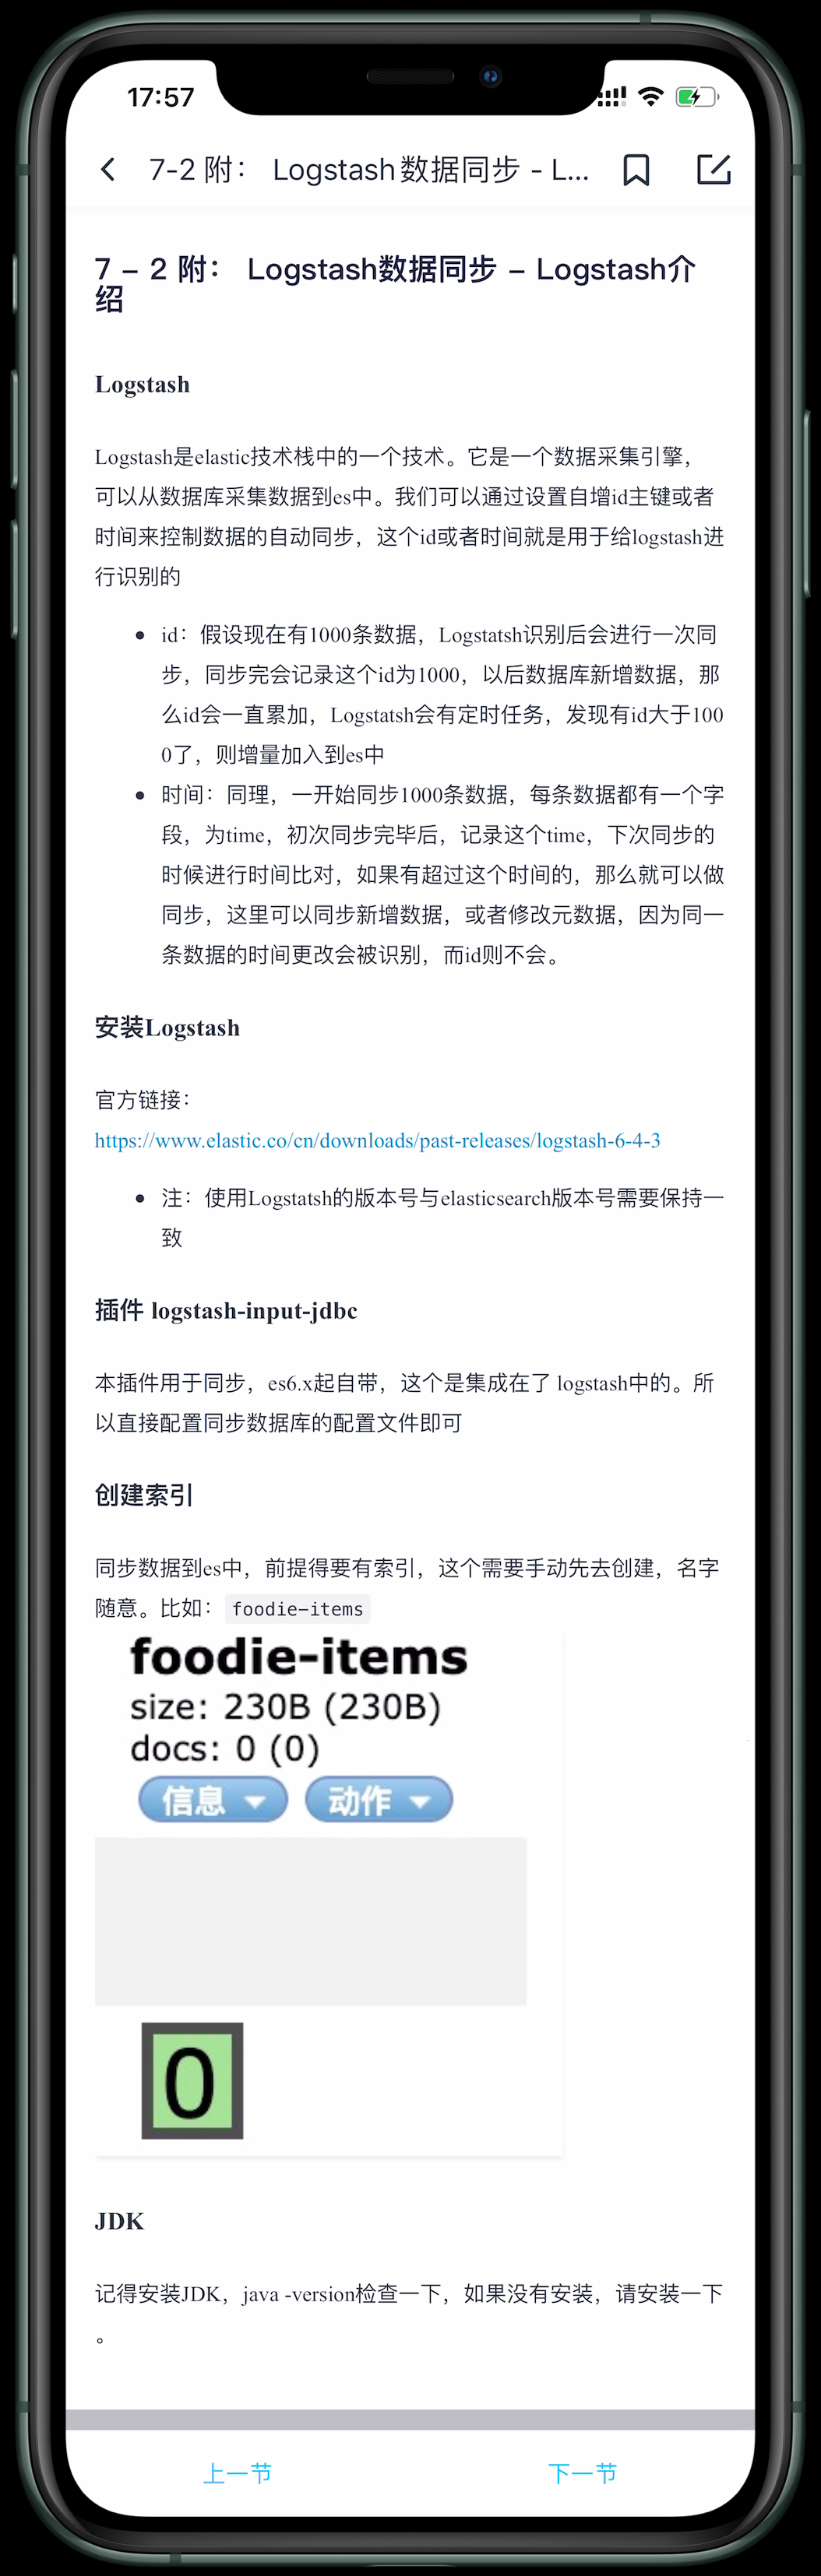 17:57
7-2 附： Logstash数据同步 - L...
7 – 2 附： Logstash数据同步 – Logstash介
绍
Logstash
Logstash是elastic技术栈中的一个技术。它是一个数据采集引擎，
可以从数据库采集数据到es中。我们可以通过设置自增id主键或者
时间来控制数据的自动同步，这个id或者时间就是用于给logstash进
行识别的
• id：假设现在有1000条数据，Logstatsh识别后会进行一次同
步，同步完会记录这个id为1000，以后数据库新增数据，那
么id会一直累加，Logstatsh会有定时任务，发现有id大于100
0了，则增量加入到es中
• 时间：同理，一开始同步1000条数据，每条数据都有一个字
段，为time，初次同步完毕后，记录这个time，下次同步的
时候进行时间比对，如果有超过这个时间的，那么就可以做
同步，这里可以同步新增数据，或者修改元数据，因为同一
条数据的时间更改会被识别，而id则不会。
安装Logstash
官方链接：
https://www.elastic.co/cn/downloads/past-releases/logstash-6-4-3
• 注：使用Logstatsh的版本号与elasticsearch版本号需要保持一
致
插件 logstash-input-jdbc
本插件用于同步，es6.x起自带，这个是集成在了 logstash中的。所
以直接配置同步数据库的配置文件即可
创建索引
同步数据到es中，前提得要有索引，这个需要手动先去创建，名字
随意。比如： foodie-items
foodie-items
size: 230B (230B)
docs: 0 (0)
信息 动作
0
JDK
记得安装JDK，java -version检查一下，如果没有安装，请安装一下
。
上一节 下一节